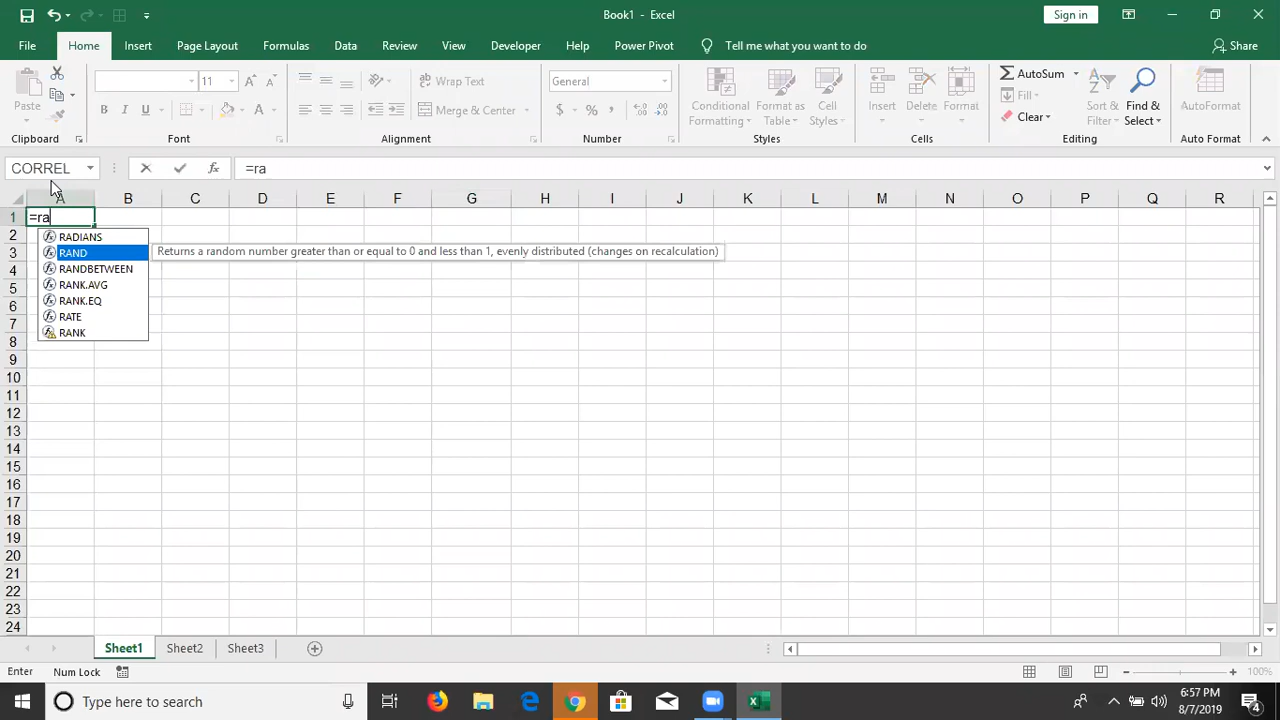 Book1 - Excel
Sign in
File Home Insert Page Layout Formulas Data Review View Developer Help Power Pivot Tell me what you want to do Share
Paste
11
B I U
A
Wrap Text
Merge & Center
General
$ % ,
Conditional Formatting
Format as Table
Cell Styles
Insert
Delete
Format
AutoSum
Fill
Clear
Sort & Filter
Find & Select
AutoFormat
Clipboard Font Alignment Number Styles Cells Editing Auto Format
CORREL
fx
=ra
A B C D E F G H I J K L M N O P Q R
1 =ra
2
RADIANS
3
RAND
Returns a random number greater than or equal to 0 and less than 1, evenly distributed (changes on recalculation)
4
RANDBETWEEN
5
RANK.AVG
6
RANK.EQ
7
RATE
8
RANK
9
10
11
12
13
14
15
16
17
18
19
20
21
22
23
24
Sheet1 Sheet2 Sheet3
Enter Num Lock
100%
Type here to search
6:57 PM
8/7/2019
4